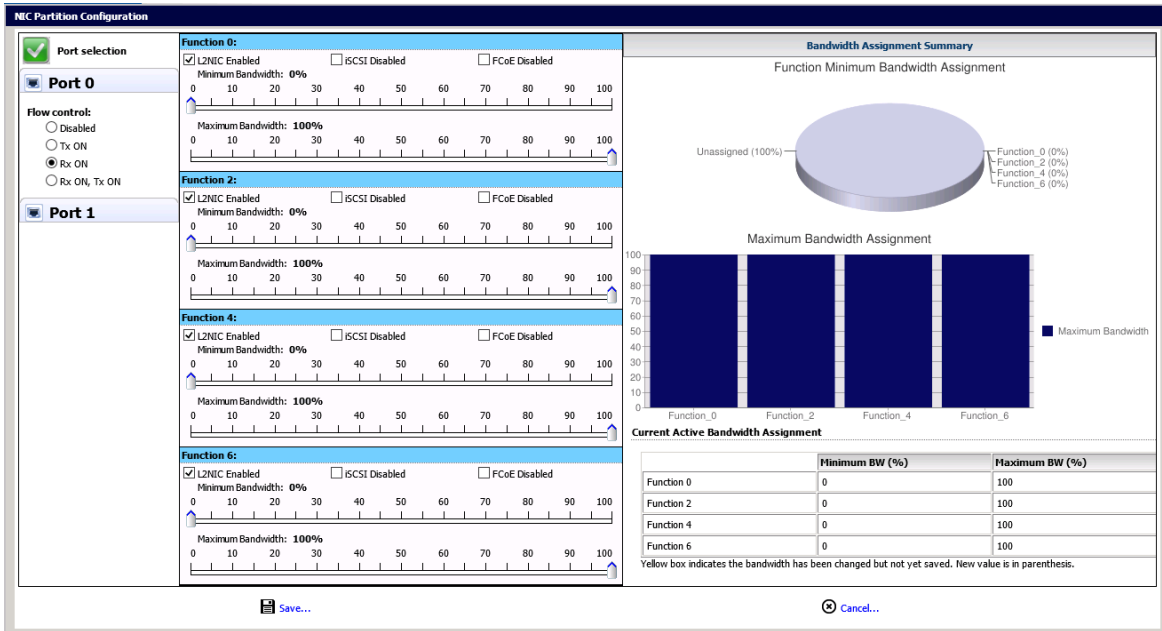 NIC Partition Configuration
Port selection
Port 0
Flow control:
Disabled
Tx ON
Rx ON
Rx ON, Tx ON
Port 1
Function 0:
L2NIC Enabled iSCSI Disabled FCoE Disabled
Minimum Bandwidth: 0%
0 10 20 30 40 50 60 70 80 90 100
Maximum Bandwidth: 100%
0 10 20 30 40 50 60 70 80 90 100
Function 2:
L2NIC Enabled iSCSI Disabled FCoE Disabled
Minimum Bandwidth: 0%
0 10 20 30 40 50 60 70 80 90 100
Maximum Bandwidth: 100%
0 10 20 30 40 50 60 70 80 90 100
Function 4:
L2NIC Enabled iSCSI Disabled FCoE Disabled
Minimum Bandwidth: 0%
0 10 20 30 40 50 60 70 80 90 100
Maximum Bandwidth: 100%
0 10 20 30 40 50 60 70 80 90 100
Function 6:
L2NIC Enabled iSCSI Disabled FCoE Disabled
Minimum Bandwidth: 0%
0 10 20 30 40 50 60 70 80 90 100
Maximum Bandwidth: 100%
0 10 20 30 40 50 60 70 80 90 100
Bandwidth Assignment Summary
Function Minimum Bandwidth Assignment
Unassigned (100%)
Function_0 (0%)
Function_2 (0%)
Function_4 (0%)
Function_6 (0%)
Maximum Bandwidth Assignment
100
90
80
70
60
50
40
30
20
10
0
Function_0 Function_2 Function_4 Function_6
Maximum Bandwidth
Current Active Bandwidth Assignment
Minimum BW (%) Maximum BW (%)
Function 0 0 100
Function 2 0 100
Function 4 0 100
Function 6 0 100
Yellow box indicates the bandwidth has been changed but not yet saved. New value is in parenthesis.
Save... Cancel...